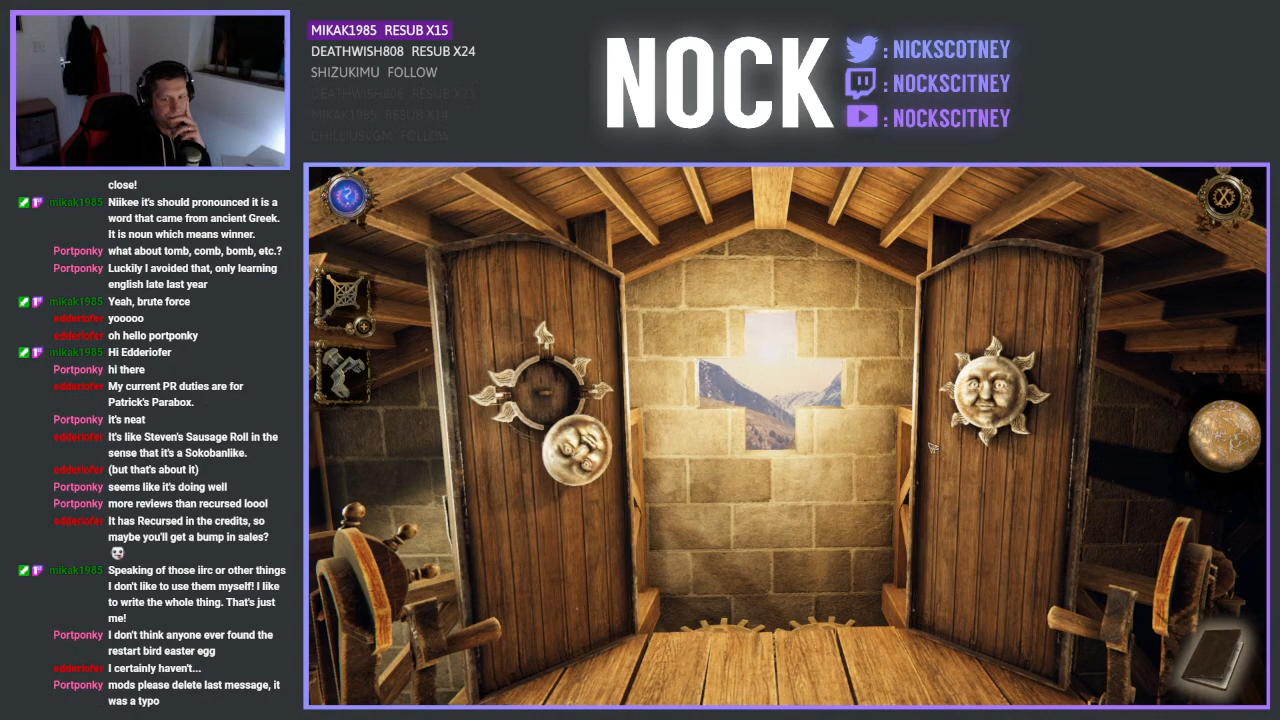 MIKAK1985 RESUB X15
DEATHWISH808 RESUB X24
SHIZUKIMU FOLLOW
DEATHWISH808 RESUB X23
MIKAK1985 RESUB X14
NOCK
: NICKSCOTNEY
: NOCKSCITNEY
: NOCKSCITNEY
close!
mikak1985 Niikee it's should pronounced it is a
word that came from ancient Greek.
It is noun which means winner.
Portponky what about tomb, comb, bomb, etc.?
Portponky Luckily I avoided that, only learning
english late last year
mikak1985 Yeah, brute force
edderiofer yooooo
edderiofer oh hello portponky
mikak1985 Hi Edderiofer
Portponky hi there
edderiofer My current PR duties are for
Patrick's Parabox.
Portponky It's neat
edderiofer It's like Steven's Sausage Roll in the
sense that it's a Sokobanlike.
edderiofer (but that's about it)
Portponky seems like it's doing well
Portponky more reviews than recursed loool
edderiofer It has Recursed in the credits, so
maybe you'll get a bump in sales?
mikak1985 Speaking of those iirc or other things
I don't like to use them myself! I like
to write the whole thing. That's just
me!
Portponky I don't think anyone ever found the
restart bird easter egg
edderiofer I certainly haven't...
Portponky mods please delete last message, it
was a typo